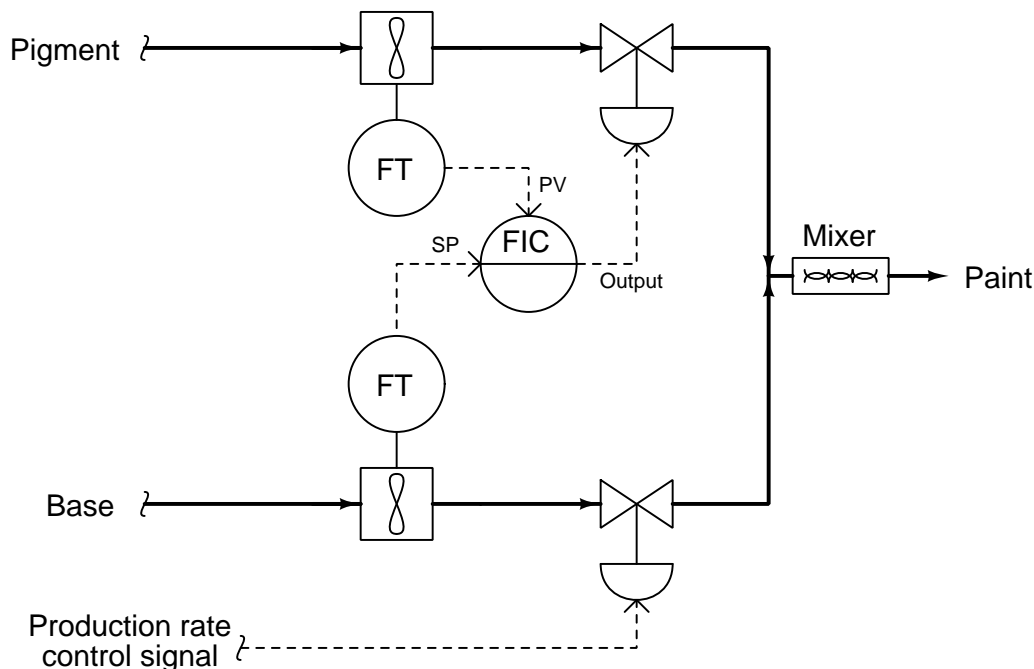 Pigment
FT
PV
SP
FIC
Mixer
Output
Paint
FT
Base
Production rate
control signal